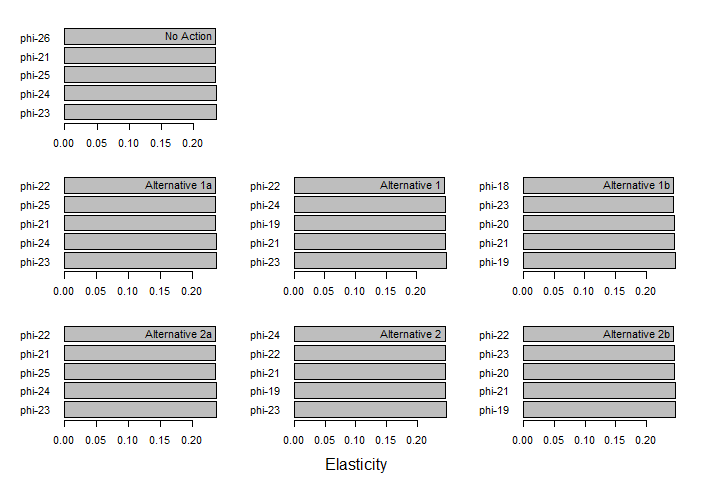 phi-26 No Action
phi-21
phi-25
phi-24
phi-23
0.00 0.05 0.10 0.15 0.20
phi-22 Alternative 1a
phi-25
phi-21
phi-24
phi-23
0.00 0.05 0.10 0.15 0.20
phi-22 Alternative 1
phi-24
phi-19
phi-21
phi-23
0.00 0.05 0.10 0.15 0.20
phi-18 Alternative 1b
phi-23
phi-20
phi-21
phi-19
0.00 0.05 0.10 0.15 0.20
phi-22 Alternative 2a
phi-21
phi-25
phi-24
phi-23
0.00 0.05 0.10 0.15 0.20
phi-24 Alternative 2
phi-22
phi-21
phi-19
phi-23
0.00 0.05 0.10 0.15 0.20
phi-22 Alternative 2b
phi-23
phi-20
phi-21
phi-19
0.00 0.05 0.10 0.15 0.20
Elasticity